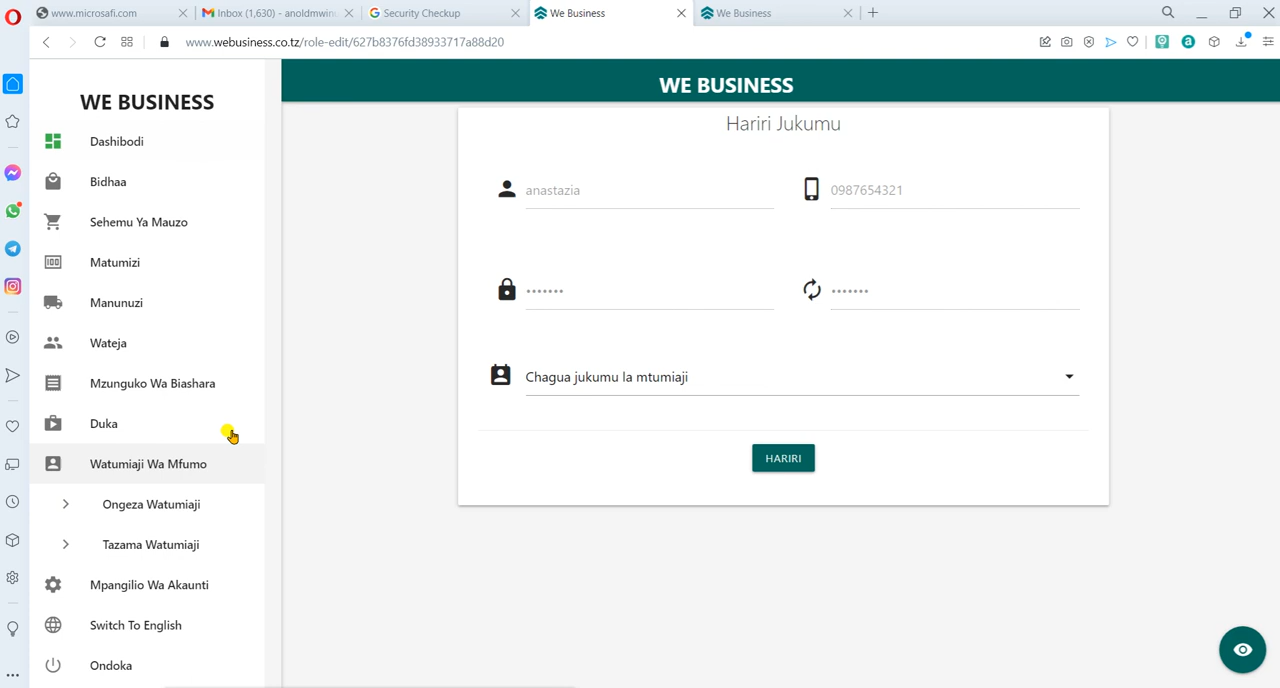 www.microsafi.com
Inbox (1,630) - anoldmwin
Security Checkup
We Business
We Business
www.webusiness.co.tz/role-edit/627b8376fd38933717a88d20
WE BUSINESS
Dashibodi
Bidhaa
Sehemu Ya Mauzo
Matumizi
Manunuzi
Wateja
Mzunguko Wa Biashara
Duka
Watumiaji Wa Mfumo
Ongeza Watumiaji
Tazama Watumiaji
Mpangilio Wa Akaunti
Switch To English
Ondoka
WE BUSINESS
Hariri Jukumu
anastazia
0987654321
Chagua jukumu la mtumiaji
HARIRI